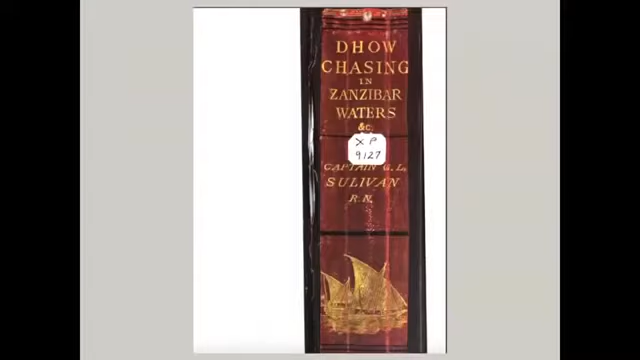 DHOW
CHASING
IN
ZANZIBAR
WATERS
&c.
XP
9127
CAPTAIN G. L.
SULIVAN
R.N.